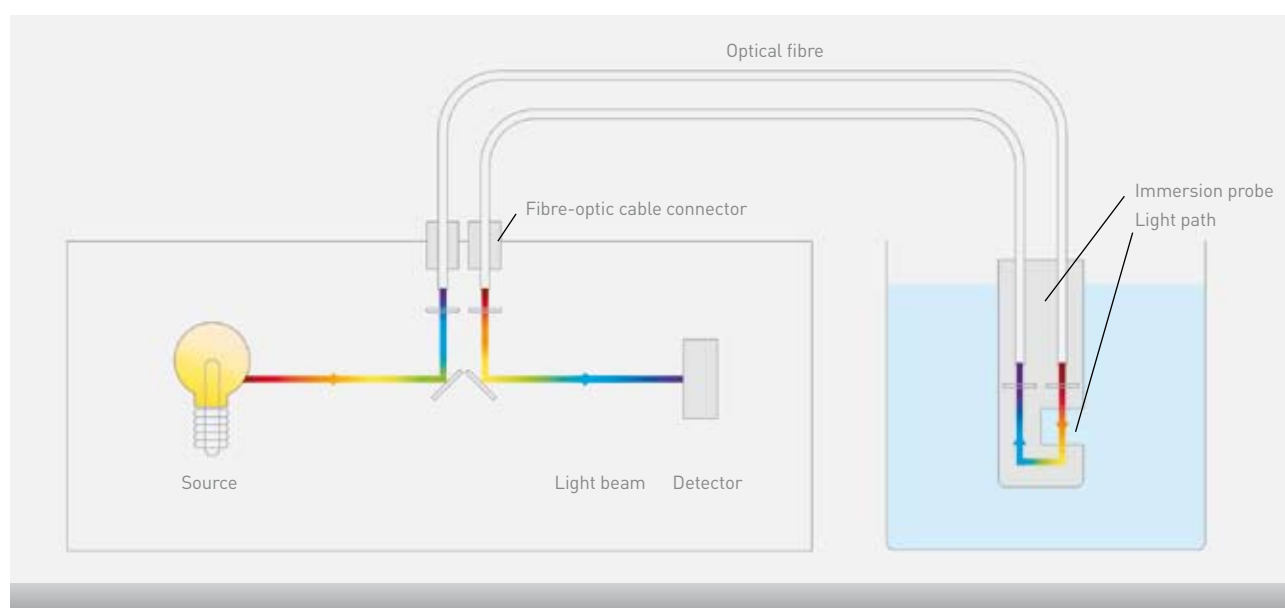 Optical fibre
Immersion probe
Light path
Fibre-optic cable connector
Source
Light beam
Detector